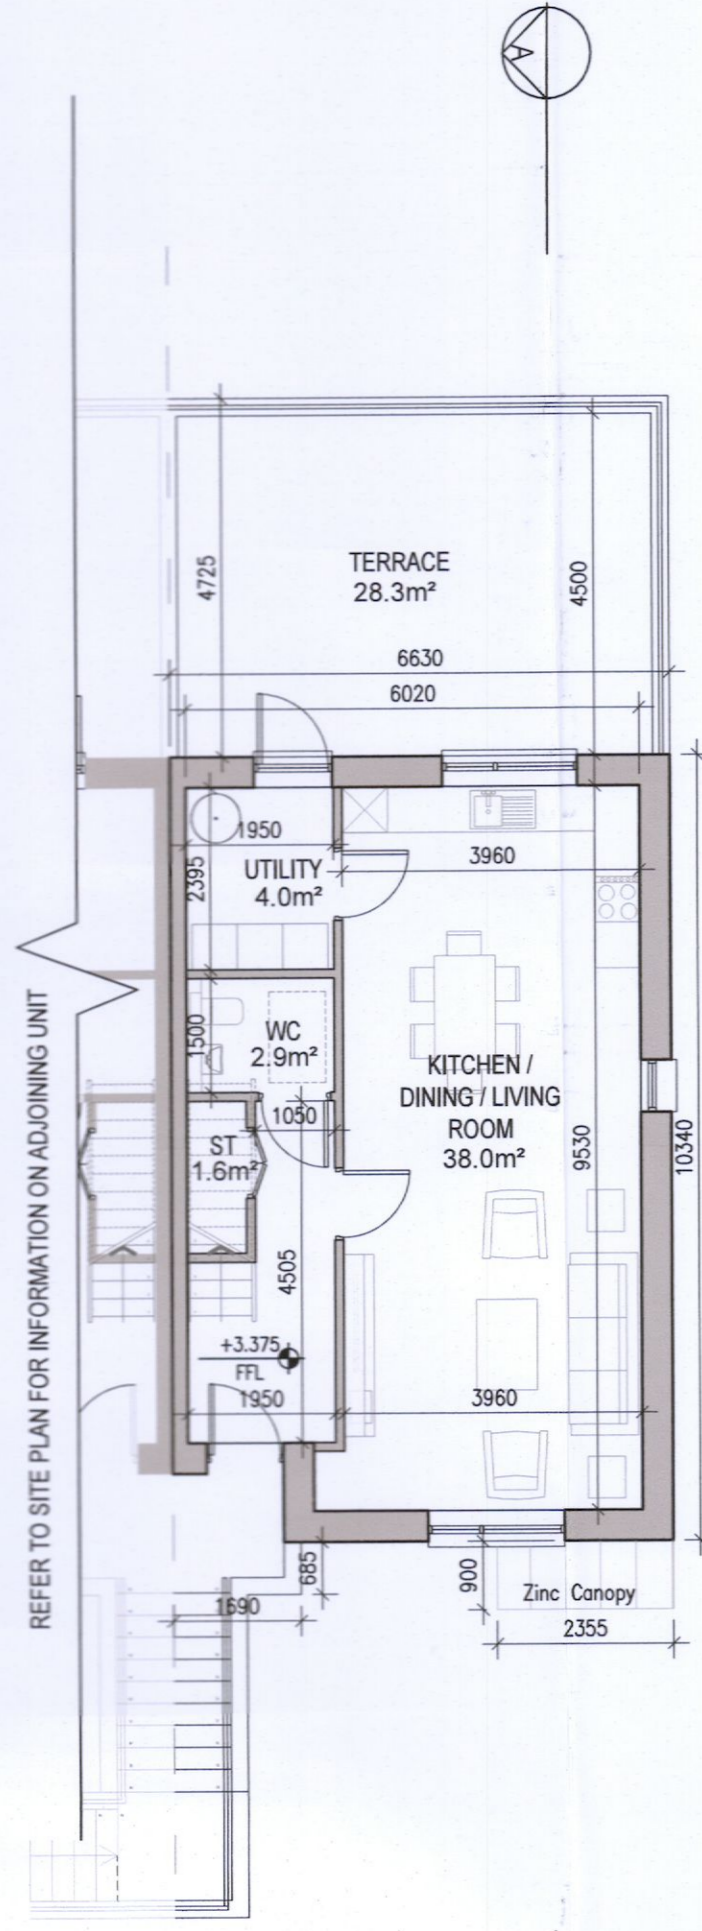 A
TERRACE
28.3m²
4725
4500
6630
6020
1950
3960
UTILITY
4.0m²
2395
WC
2.9m²
1500
KITCHEN /
DINING / LIVING
ROOM
38.0m²
1050
ST
1.6m²
9530
10340
4505
+3.375
FFL
1950
3960
REFER TO SITE PLAN FOR INFORMATION ON ADJOINING UNIT
685
900
Zinc Canopy
1690
2355